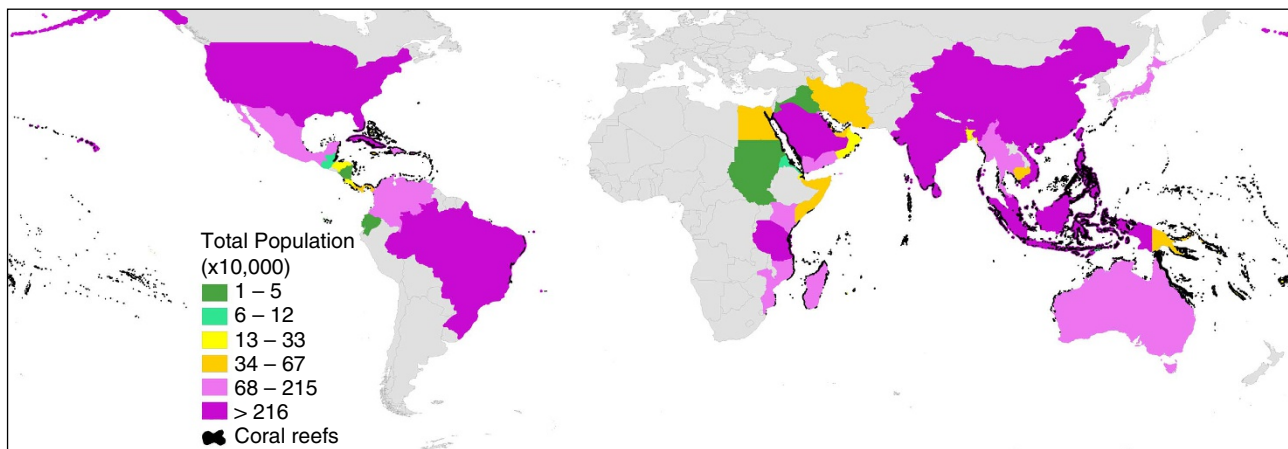 Total Population
(x10,000)
1 – 5
6 – 12
13 – 33
34 – 67
68 – 215
> 216
Coral reefs